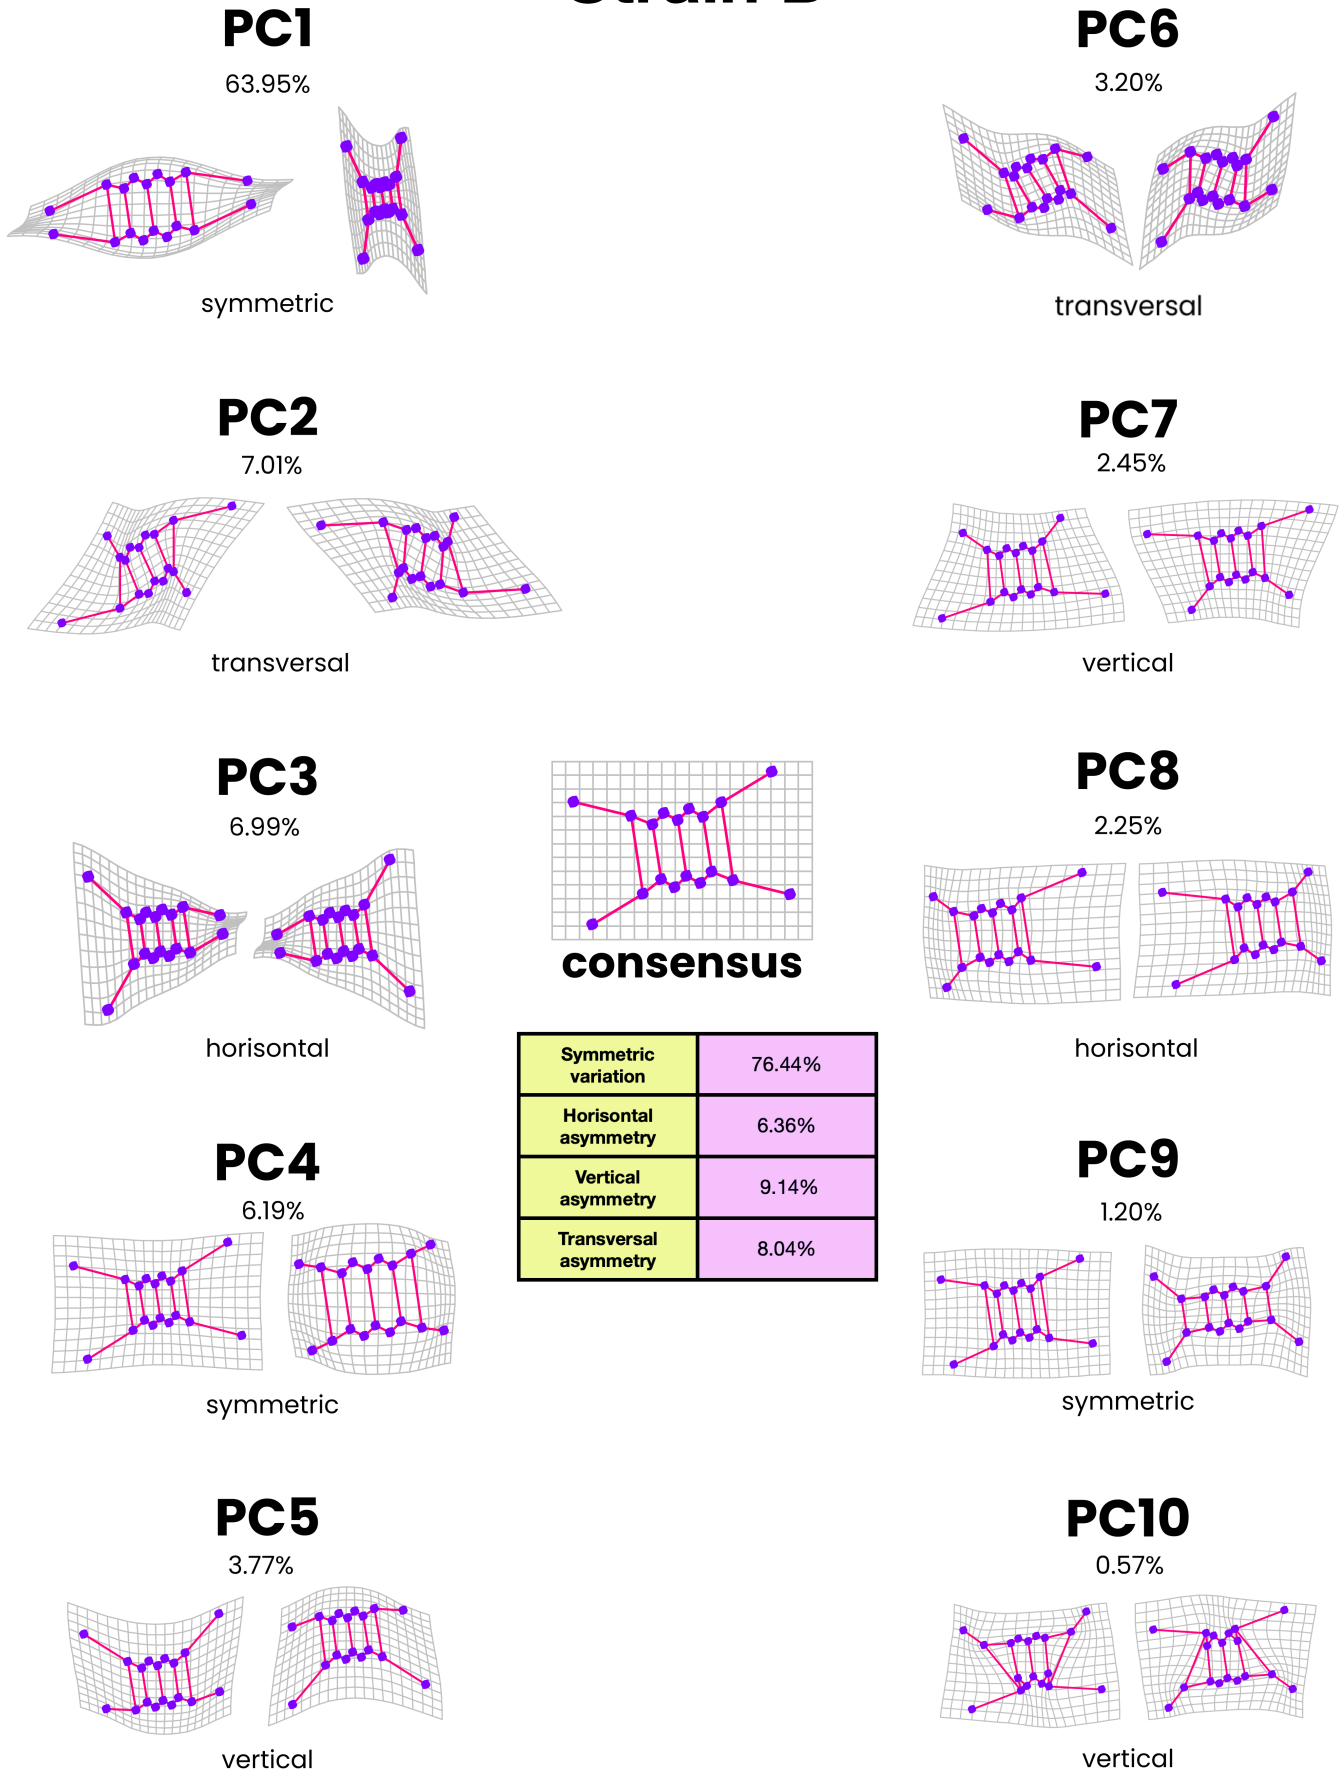 PC1
63.95%
symmetric
PC2
7.01%
transversal
PC3
6.99%
horisontal
PC4
6.19%
symmetric
PC5
3.77%
vertical
consensus
Symmetric
variation
76.44%
Horisontal
asymmetry
6.36%
Vertical
asymmetry
9.14%
Transversal
asymmetry
8.04%
PC6
3.20%
transversal
PC7
2.45%
vertical
PC8
2.25%
horisontal
PC9
1.20%
symmetric
PC10
0.57%
vertical